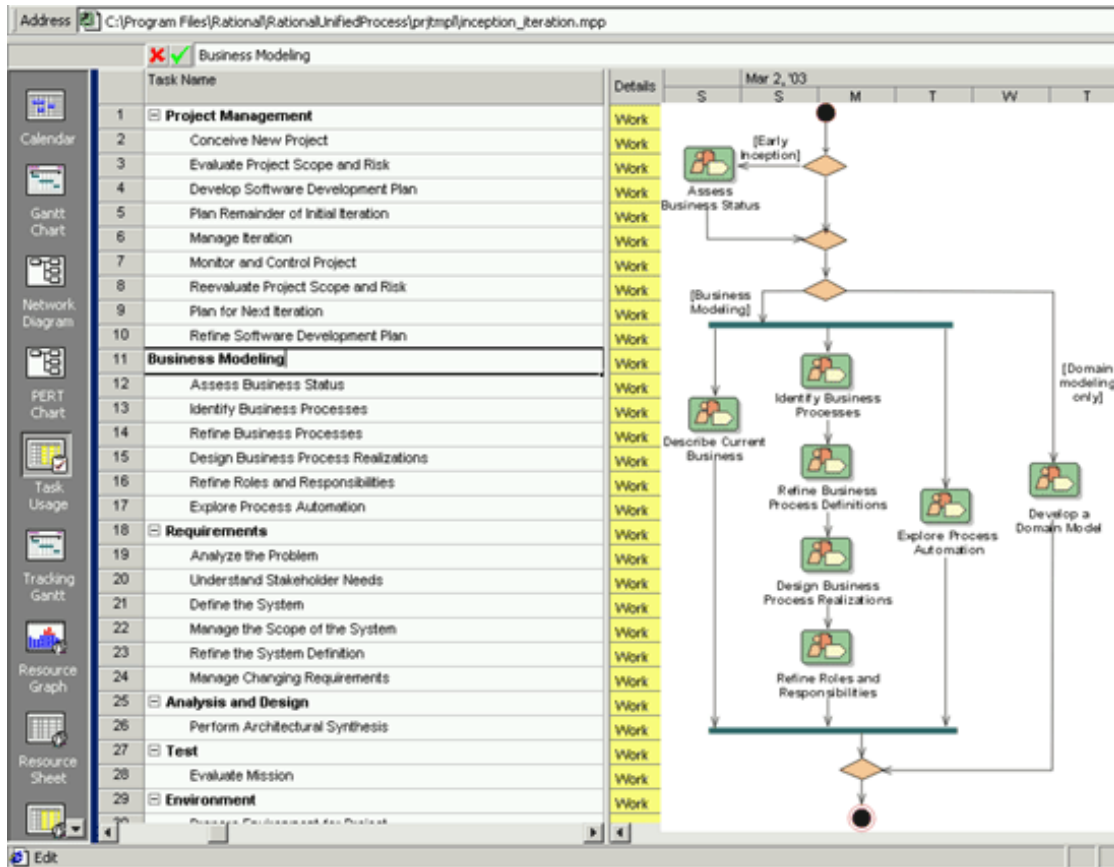 Address C:\Program Files\Rational\RationalUnifiedProcess\prjtmpl\inception_iteration.mpp
Business Modeling
Task Name
Details
Mar 2, '03
S S M T W T
Calendar
Gantt
Chart
Network
Diagram
PERT
Chart
Task
Usage
Tracking
Gantt
Resource
Graph
Resource
Sheet
1 Project Management Work
2 Conceive New Project Work
3 Evaluate Project Scope and Risk Work
4 Develop Software Development Plan Work
5 Plan Remainder of Initial Iteration Work
6 Manage Iteration Work
7 Monitor and Control Project Work
8 Reevaluate Project Scope and Risk Work
9 Plan for Next Iteration Work
10 Refine Software Development Plan Work
11 Business Modeling Work
12 Assess Business Status Work
13 Identify Business Processes Work
14 Refine Business Processes Work
15 Design Business Process Realizations Work
16 Refine Roles and Responsibilities Work
17 Explore Process Automation Work
18 Requirements Work
19 Analyze the Problem Work
20 Understand Stakeholder Needs Work
21 Define the System Work
22 Manage the Scope of the System Work
23 Refine the System Definition Work
24 Manage Changing Requirements Work
25 Analysis and Design Work
26 Perform Architectural Synthesis Work
27 Test Work
28 Evaluate Mission Work
29 Environment Work
[Early
Inception]
Assess
Business Status
[Business
Modeling]
[Domain
modeling
only]
Identify Business
Processes
Describe Current
Business
Refine Business
Process Definitions
Explore Process
Automation
Develop a
Domain Model
Design Business
Process Realizations
Refine Roles and
Responsibilities
Edit